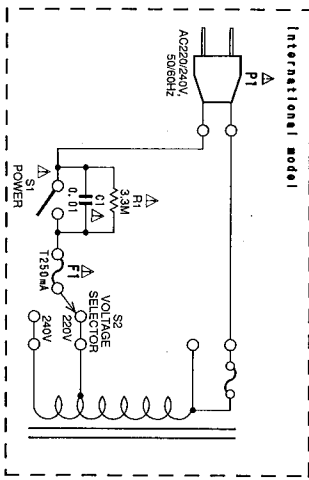 International model
P1
AC220/240V,
50/60Hz
R1
3.3M
C1
0.01
S1
POWER
F1
T250mA
S2
VOLTAGE
SELECTOR
220V
240V